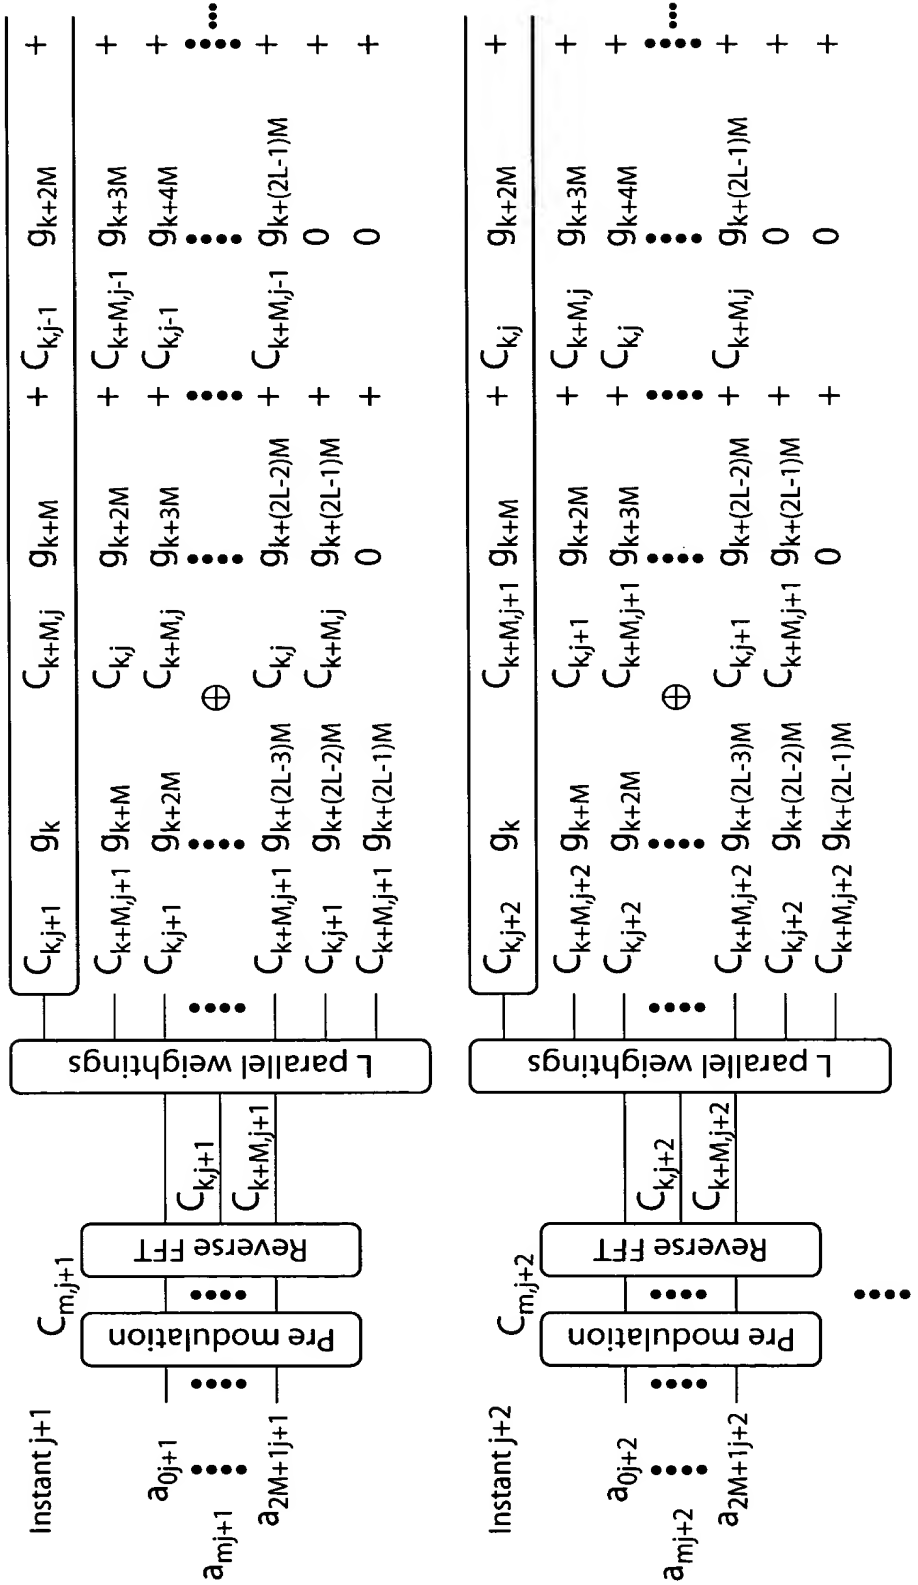 Instant j+1
a0j+1
amj+1
a2M+1j+1
Pre modulation
Cm,j+1
Reverse FFT
Ck,j+1
Ck+M,j+1
L parallel weightings
Ck,j+1 gk Ck+M,j gk+M + Ck,j-1 gk+2M +
Ck+M,j+1 gk+M Ck,j gk+2M + Ck+M,j-1 gk+3M +
Ck,j+1 gk+2M Ck+M,j gk+3M + Ck,j-1 gk+4M +
⊕
Ck+M,j+1 gk+(2L-3)M Ck,j gk+(2L-2)M + Ck+M,j-1 gk+(2L-1)M +
Ck,j+1 gk+(2L-2)M Ck+M,j gk+(2L-1)M + 0 +
Ck+M,j+1 gk+(2L-1)M 0 + 0 +
Instant j+2
a0j+2
amj+2
a2M+1j+2
Pre modulation
Cm,j+2
Reverse FFT
Ck,j+2
Ck+M,j+2
L parallel weightings
Ck,j+2 gk Ck+M,j+1 gk+M + Ck,j gk+2M +
Ck+M,j+2 gk+M Ck,j+1 gk+2M + Ck+M,j gk+3M +
Ck,j+2 gk+2M Ck+M,j+1 gk+3M + Ck,j gk+4M +
⊕
Ck+M,j+2 gk+(2L-3)M Ck,j+1 gk+(2L-2)M + Ck+M,j gk+(2L-1)M +
Ck,j+2 gk+(2L-2)M Ck+M,j+1 gk+(2L-1)M + 0 +
Ck+M,j+2 gk+(2L-1)M 0 + 0 +